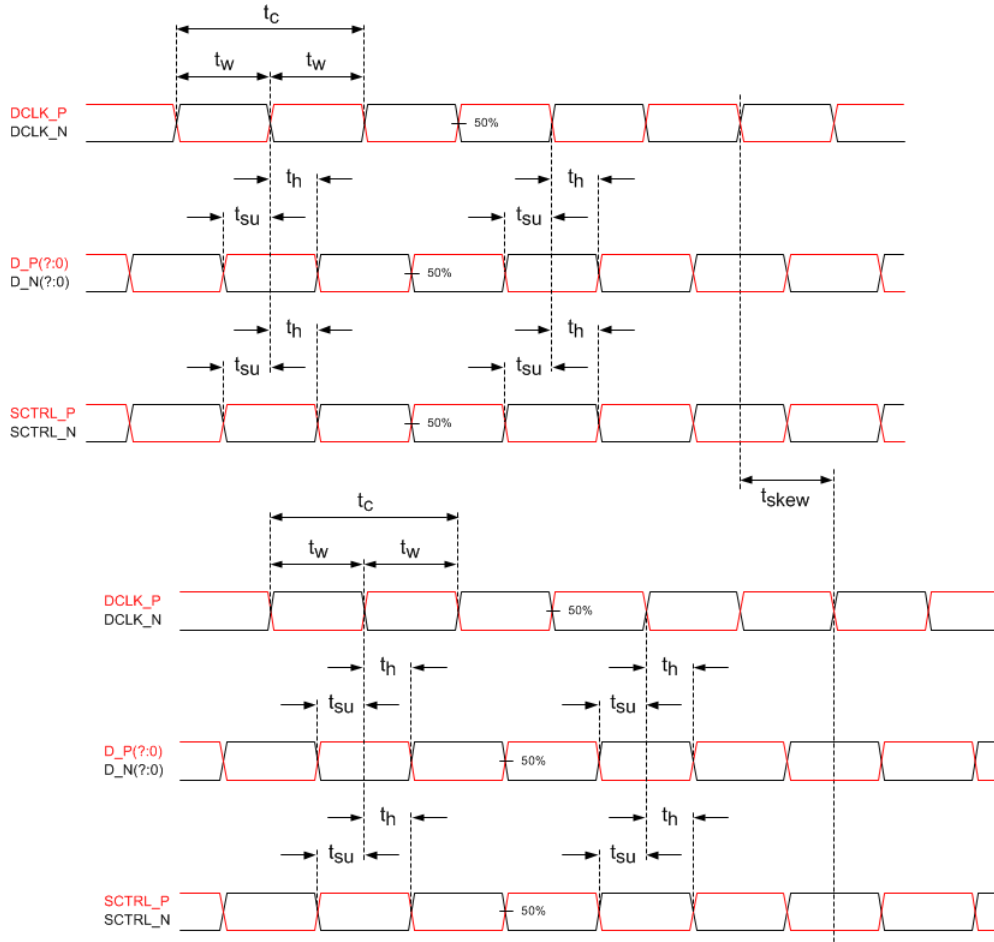 tc
tw tw
DCLK_P
DCLK_N
50%
th th
tsu tsu
D_P(?:0)
D_N(?:0)
50%
th th
tsu tsu
SCTRL_P
SCTRL_N
50%
tskew
tc
tw tw
DCLK_P
DCLK_N
50%
th th
tsu tsu
D_P(?:0)
D_N(?:0)
50%
th th
tsu tsu
SCTRL_P
SCTRL_N
50%